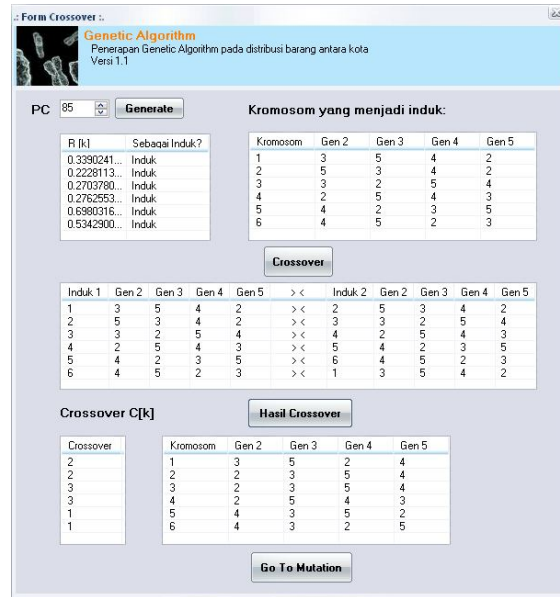 .: Form Crossover :.
Genetic Algorithm
Penerapan Genetic Algorithm pada distribusi barang antara kota
Versi 1.1
PC 85 Generate Kromosom yang menjadi induk:
R [k] Sebagai Induk?
0.3390241... Induk
0.2228113... Induk
0.2703780... Induk
0.2762553... Induk
0.6980316... Induk
0.5342900... Induk
Kromosom Gen 2 Gen 3 Gen 4 Gen 5
1 3 5 4 2
2 5 3 4 2
3 3 2 5 4
4 2 5 4 3
5 4 2 3 5
6 4 5 2 3
Crossover
Induk 1 Gen 2 Gen 3 Gen 4 Gen 5 > < Induk 2 Gen 2 Gen 3 Gen 4 Gen 5
1 3 5 4 2 > < 2 5 3 4 2
2 5 3 4 2 > < 3 3 2 5 4
3 3 2 5 4 > < 4 2 5 4 3
4 2 5 4 3 > < 5 4 2 3 5
5 4 2 3 5 > < 6 4 5 2 3
6 4 5 2 3 > < 1 3 5 4 2
Crossover C[k] Hasil Crossover
Crossover
2
2
3
3
1
1
Kromosom Gen 2 Gen 3 Gen 4 Gen 5
1 3 5 2 4
2 2 3 5 4
3 2 3 5 4
4 2 5 4 3
5 4 3 5 2
6 4 3 2 5
Go To Mutation